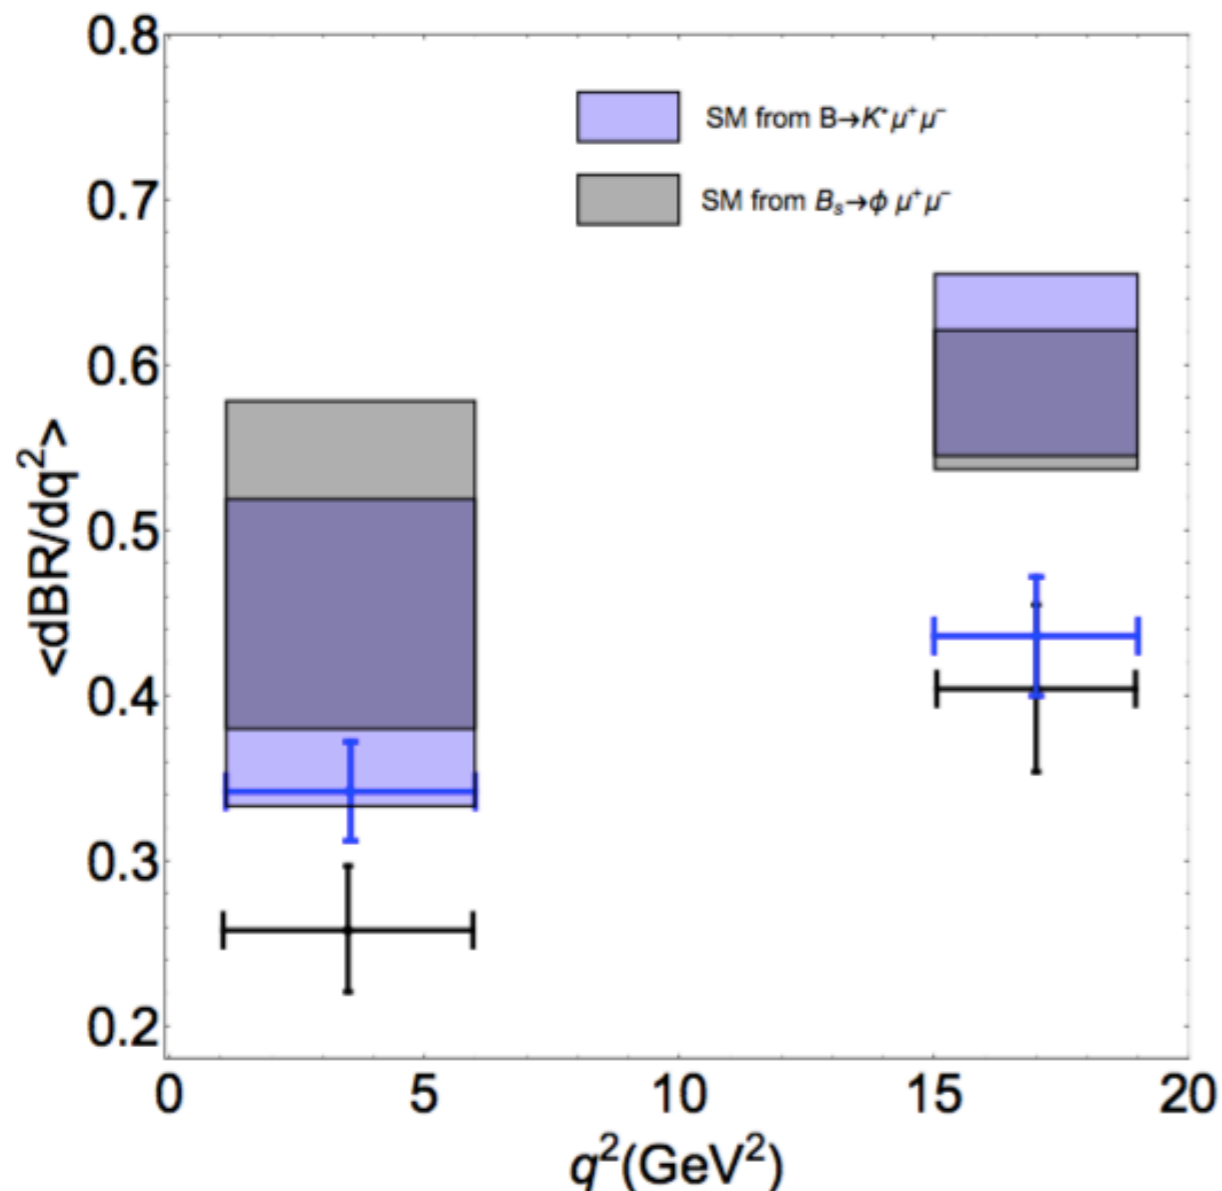 0.8
0.7
0.6
0.5
0.4
0.3
0.2
<dBR/dq²>
SM from B→K*μ⁺μ⁻
SM from Bₛ→ϕ μ⁺μ⁻
0 5 10 15 20
q²(GeV²)